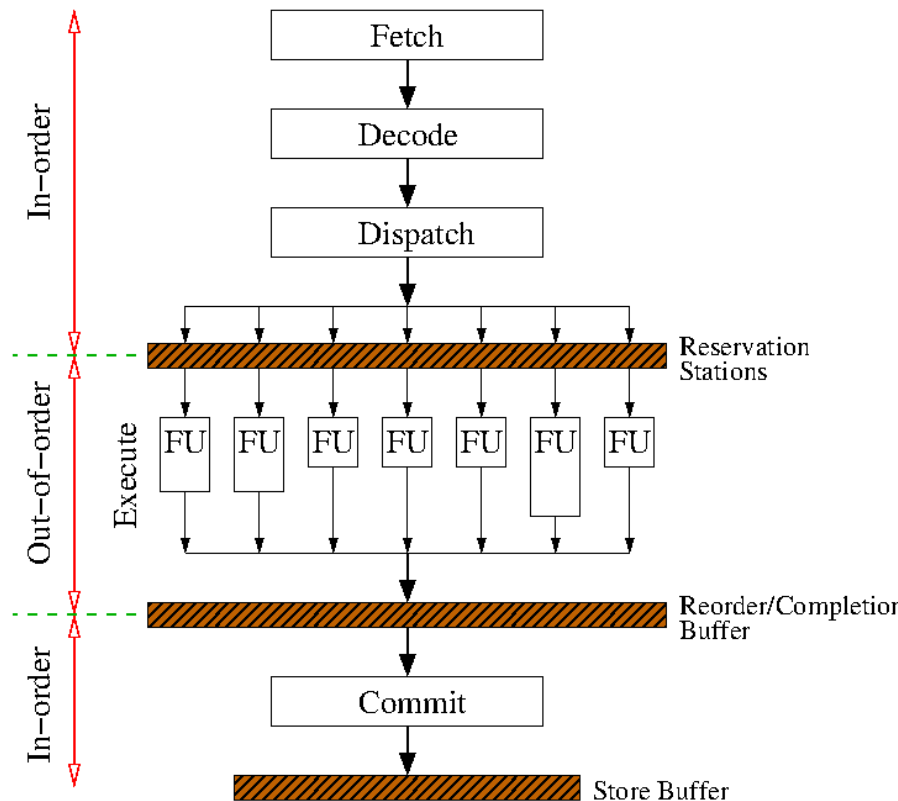 Fetch
Decode
Dispatch
In-order
Reservation
Stations
FU FU FU FU FU FU FU
Execute
Out-of-order
Reorder/Completion
Buffer
Commit
In-order
Store Buffer